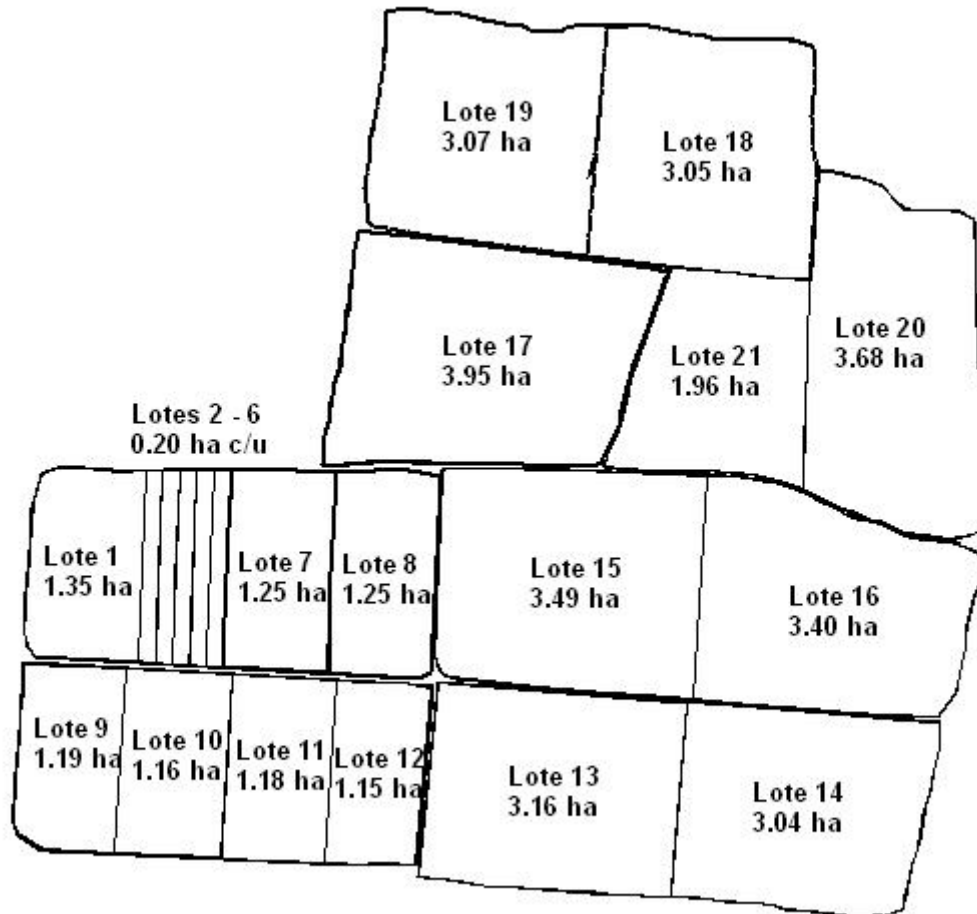 Lote 19
3.07 ha
Lote 18
3.05 ha
Lote 17
3.95 ha
Lote 21
1.96 ha
Lote 20
3.68 ha
Lotes 2 - 6
0.20 ha c/u
Lote 1
1.35 ha
Lote 7
1.25 ha
Lote 8
1.25 ha
Lote 15
3.49 ha
Lote 16
3.40 ha
Lote 9
1.19 ha
Lote 10
1.16 ha
Lote 11
1.18 ha
Lote 12
1.15 ha
Lote 13
3.16 ha
Lote 14
3.04 ha